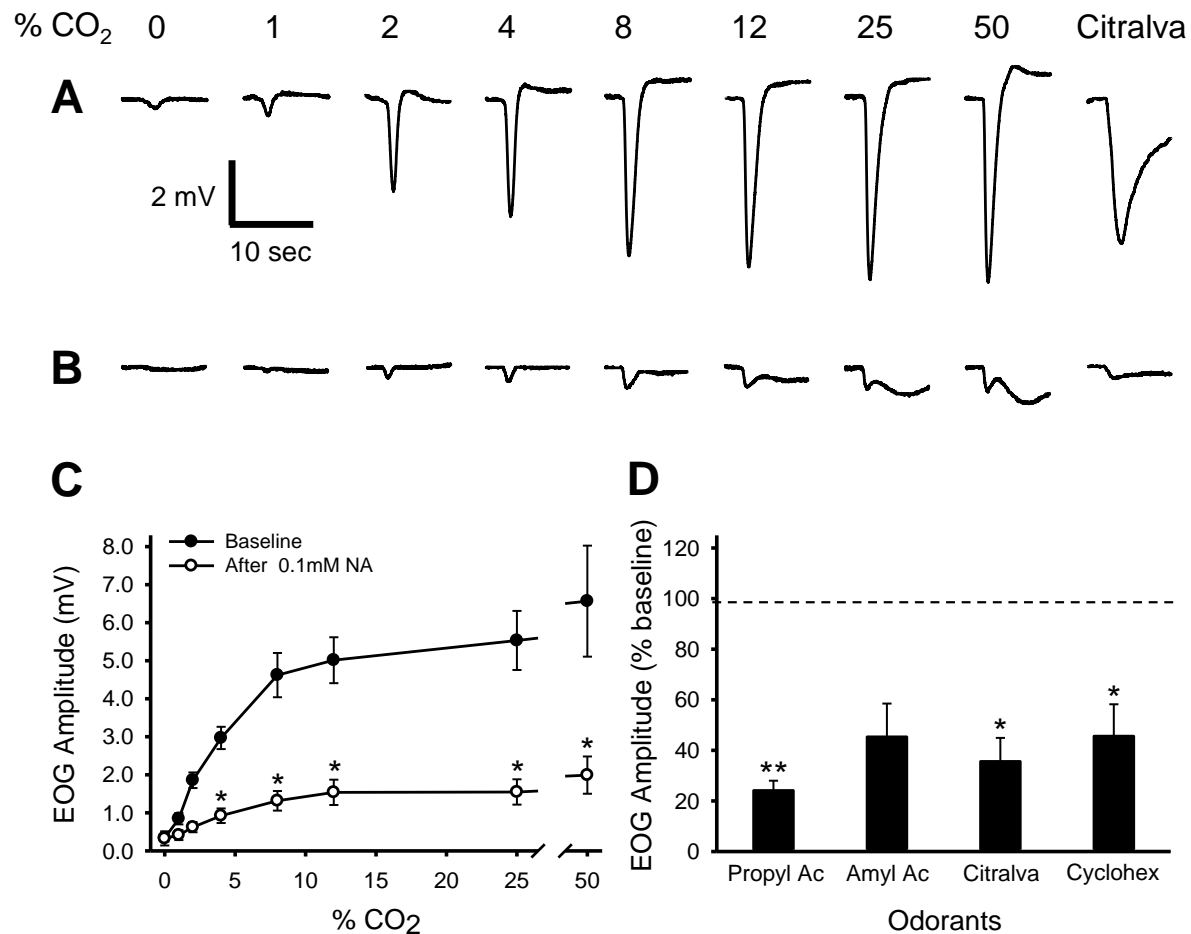 % CO2 0 1 2 4 8 12 25 50 Citralva
A
2 mV
10 sec
B
C
Baseline
After 0.1mM NA
EOG Amplitude (mV)
8.0
7.0
6.0
5.0
4.0
3.0
2.0
1.0
0.0
* * * * *
0 5 10 15 20 25 50
% CO2
D
EOG Amplitude (% baseline)
120
100
80
60
40
20
0
** * *
Propyl Ac Amyl Ac Citralva Cyclohex
Odorants